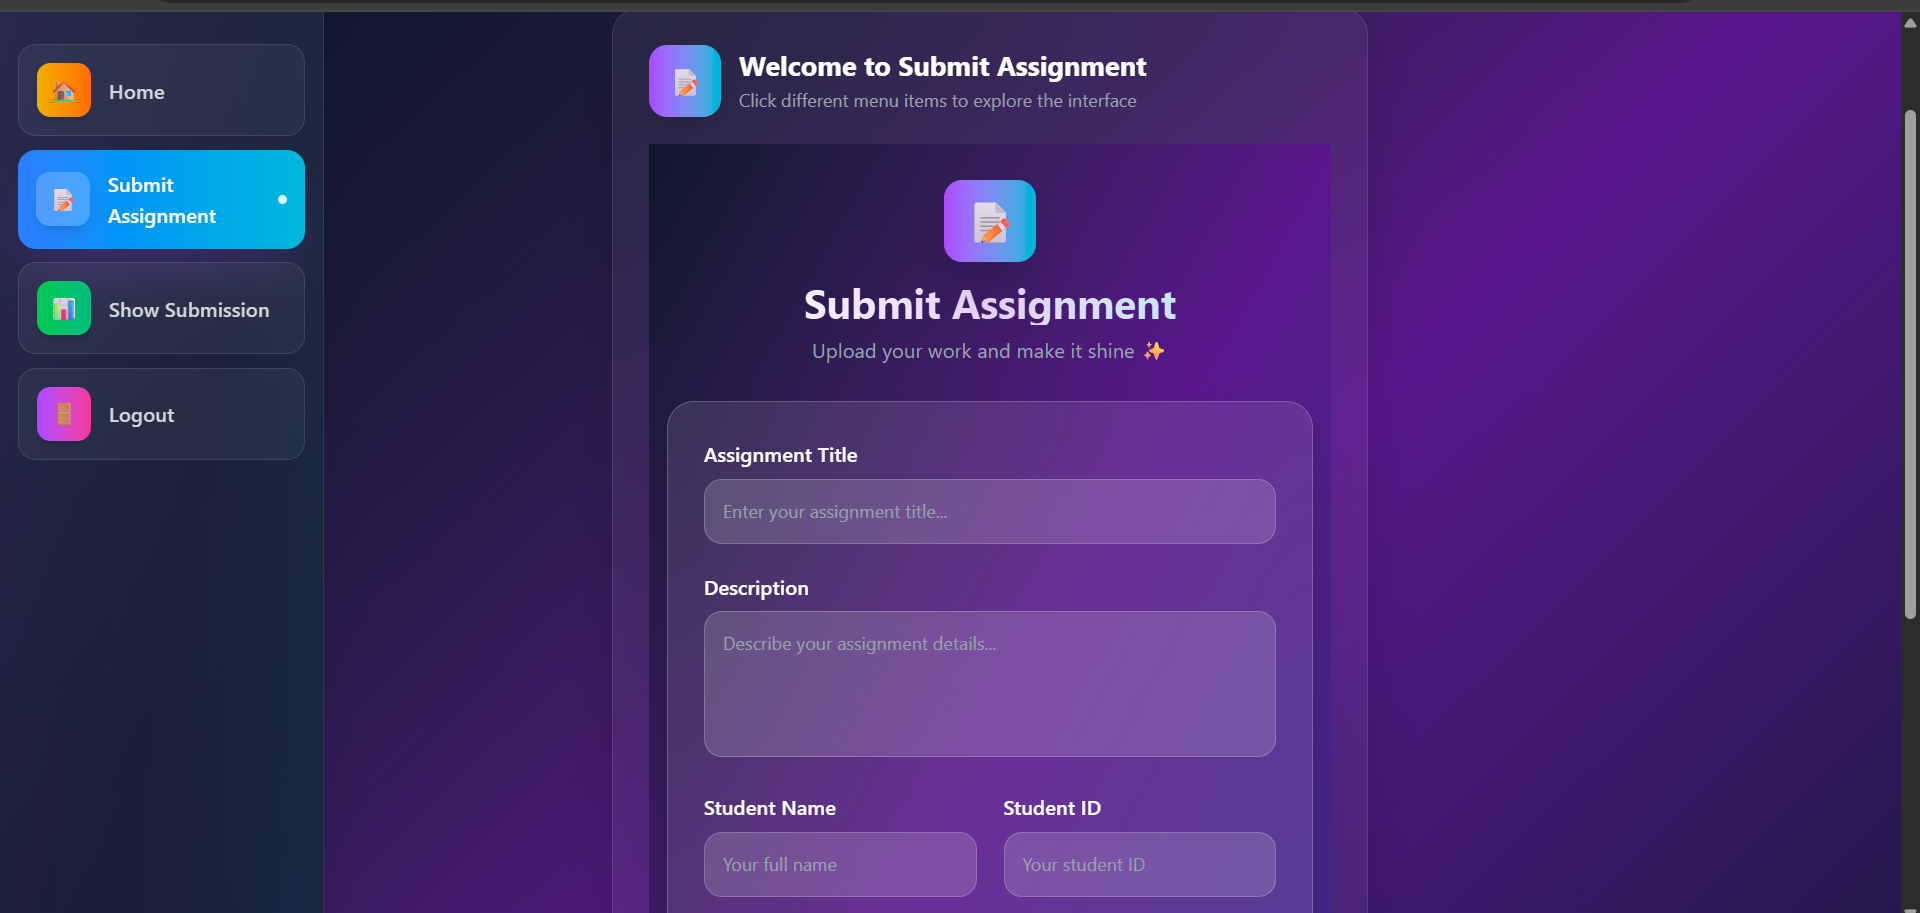 Home
Submit
Assignment
Show Submission
Logout
Welcome to Submit Assignment
Click different menu items to explore the interface
Submit Assignment
Upload your work and make it shine ✨
Assignment Title
Enter your assignment title...
Description
Describe your assignment details...
Student Name
Student ID
Your full name
Your student ID